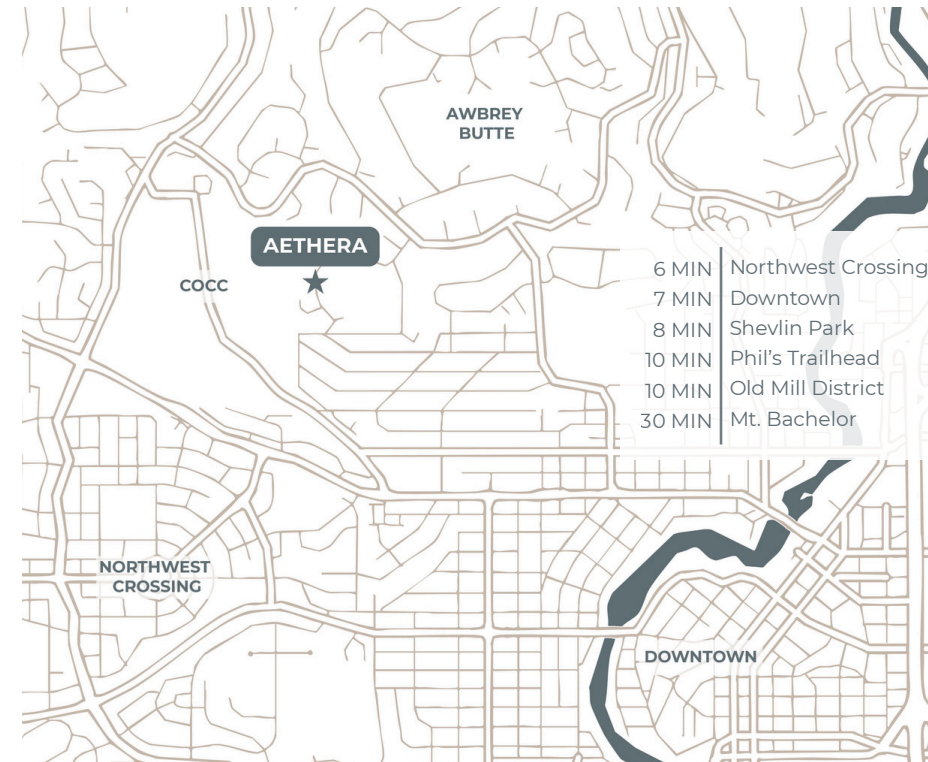 AWBREY
BUTTE
AETHERA
COCC
6 MIN Northwest Crossing
7 MIN Downtown
8 MIN Shevlin Park
10 MIN Phil's Trailhead
10 MIN Old Mill District
30 MIN Mt. Bachelor
NORTHWEST
CROSSING
DOWNTOWN